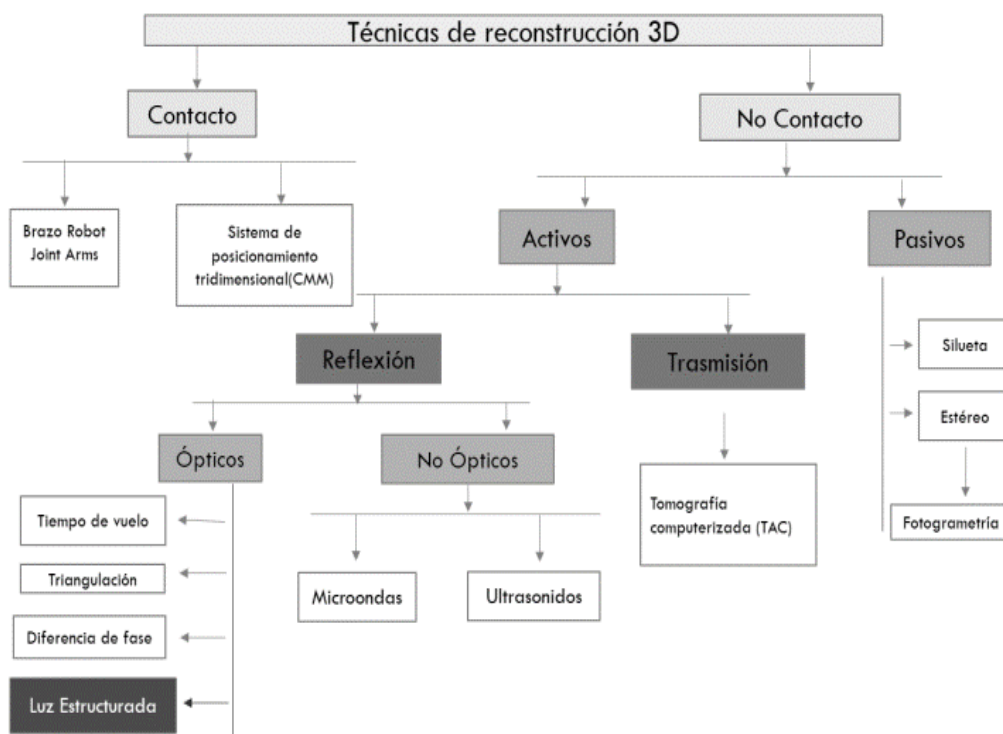 Técnicas de reconstrucción 3D
Contacto
No Contacto
Brazo Robot
Joint Arms
Sistema de
posicionamiento
tridimensional(CMM)
Activos
Pasivos
Reflexión
Trasmisión
Silueta
Estéreo
Fotogrametría
Ópticos
No Ópticos
Tomografía
computerizada (TAC)
Tiempo de vuelo
Triangulación
Diferencia de fase
Luz Estructurada
Microondas
Ultrasonidos